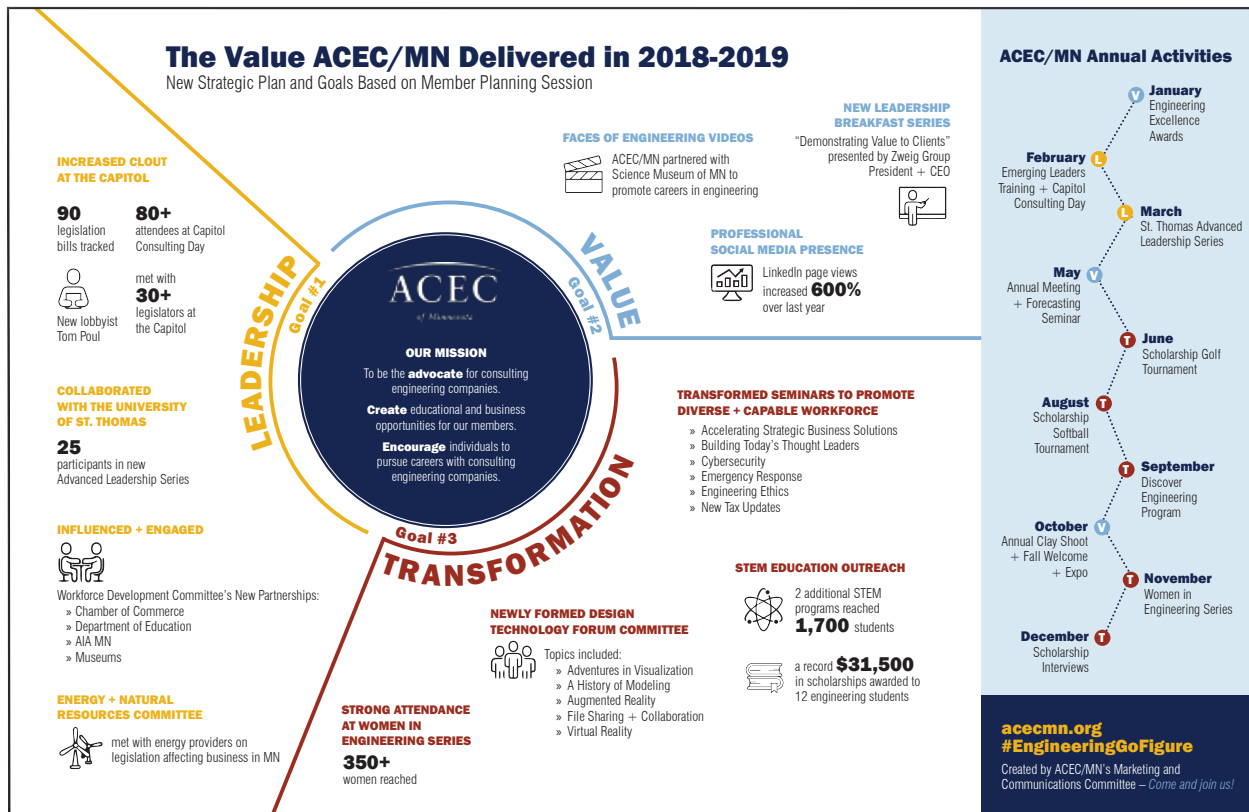 The Value ACEC/MN Delivered in 2018-2019
New Strategic Plan and Goals Based on Member Planning Session
INCREASED CLOUT
AT THE CAPITOL
90
legislation
bills tracked
80+
attendees at Capitol
Consulting Day
New lobbyist
Tom Poul
met with
30+
legislators at
the Capitol
COLLABORATED
WITH THE UNIVERSITY
OF ST. THOMAS
25
participants in new
Advanced Leadership Series
INFLUENCED + ENGAGED
Workforce Development Committee's New Partnerships:
» Chamber of Commerce
» Department of Education
» AIA MN
» Museums
ENERGY + NATURAL
RESOURCES COMMITTEE
met with energy providers on
legislation affecting business in MN
LEADERSHIP
Goal #1
ACEC
of Minnesota
OUR MISSION
To be the advocate for consulting
engineering companies.
Create educational and business
opportunities for our members.
Encourage individuals to
pursue careers with consulting
engineering companies.
VALUE
Goal #2
FACES OF ENGINEERING VIDEOS
ACEC/MN partnered with
Science Museum of MN to
promote careers in engineering
NEW LEADERSHIP
BREAKFAST SERIES
“Demonstrating Value to Clients”
presented by Zweig Group
President + CEO
PROFESSIONAL
SOCIAL MEDIA PRESENCE
LinkedIn page views
increased 600%
over last year
Goal #3
TRANSFORMATION
TRANSFORMED SEMINARS TO PROMOTE
DIVERSE + CAPABLE WORKFORCE
» Accelerating Strategic Business Solutions
» Building Today's Thought Leaders
» Cybersecurity
» Emergency Response
» Engineering Ethics
» New Tax Updates
STEM EDUCATION OUTREACH
2 additional STEM
programs reached
1,700 students
a record $31,500
in scholarships awarded to
12 engineering students
NEWLY FORMED DESIGN
TECHNOLOGY FORUM COMMITTEE
Topics included:
» Adventures in Visualization
» A History of Modeling
» Augmented Reality
» File Sharing + Collaboration
» Virtual Reality
STRONG ATTENDANCE
AT WOMEN IN
ENGINEERING SERIES
350+
women reached
ACEC/MN Annual Activities
V January
Engineering
Excellence
Awards
February L
Emerging Leaders
Training + Capitol
Consulting Day
L March
St. Thomas Advanced
Leadership Series
May V
Annual Meeting
+ Forecasting
Seminar
T June
Scholarship Golf
Tournament
August T
Scholarship
Softball
Tournament
T September
Discover
Engineering
Program
October V
Annual Clay Shoot
+ Fall Welcome
+ Expo
T November
Women in
Engineering Series
December T
Scholarship
Interviews
acecmn.org
#EngineeringGoFigure
Created by ACEC/MN's Marketing and
Communications Committee – Come and join us!